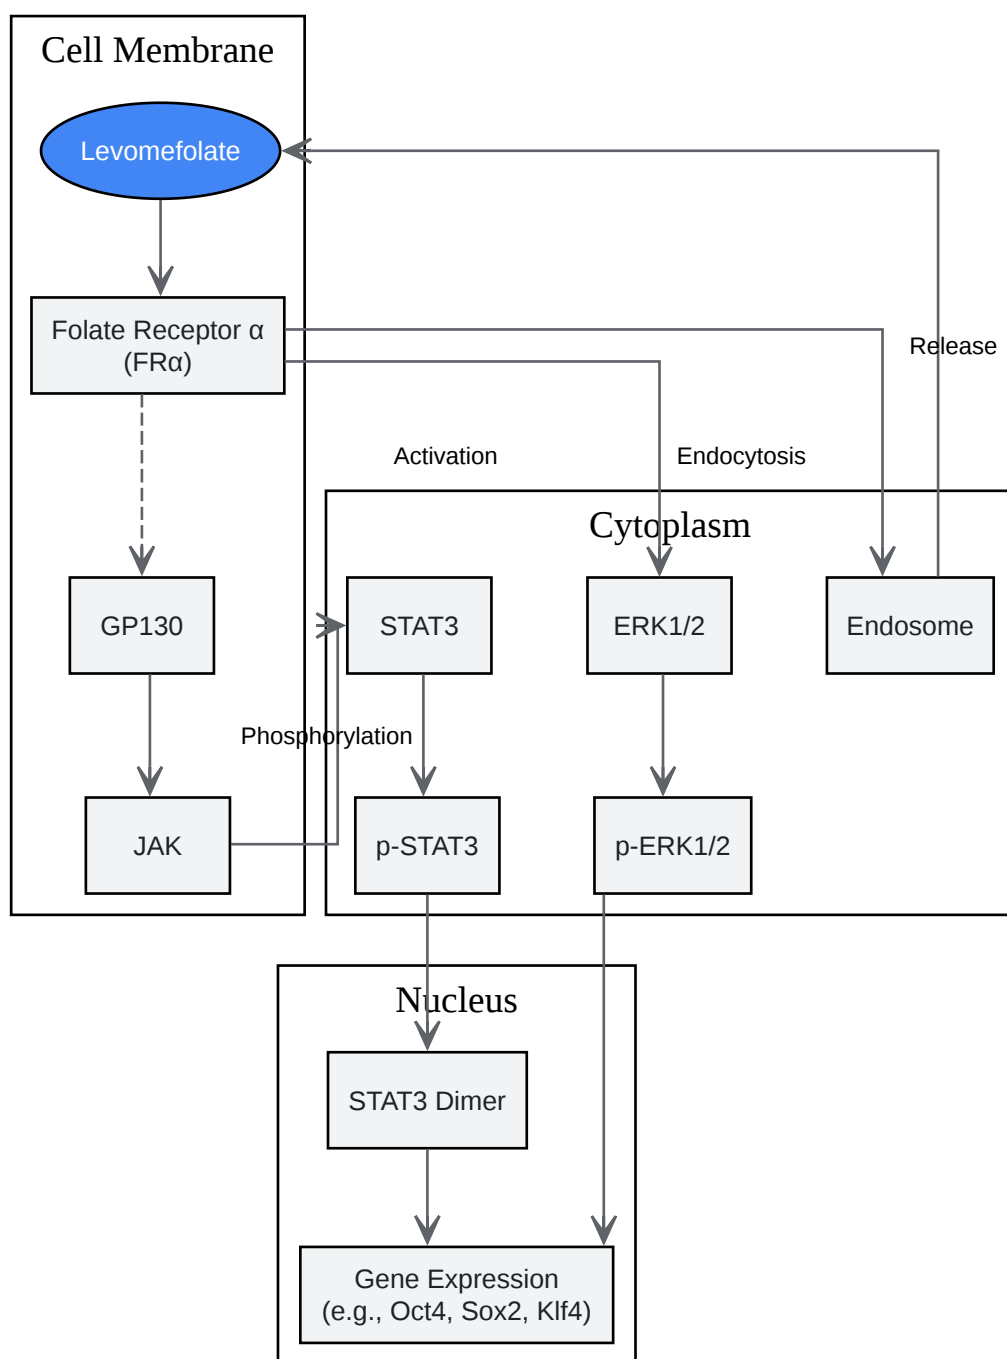 Cell Membrane
Levomefolate
Folate Receptor α
(FRα)
Release
Activation
Endocytosis
Cytoplasm
GP130
STAT3
ERK1/2
Endosome
Phosphorylation
JAK
p-STAT3
p-ERK1/2
Nucleus
STAT3 Dimer
Gene Expression
(e.g., Oct4, Sox2, Klf4)